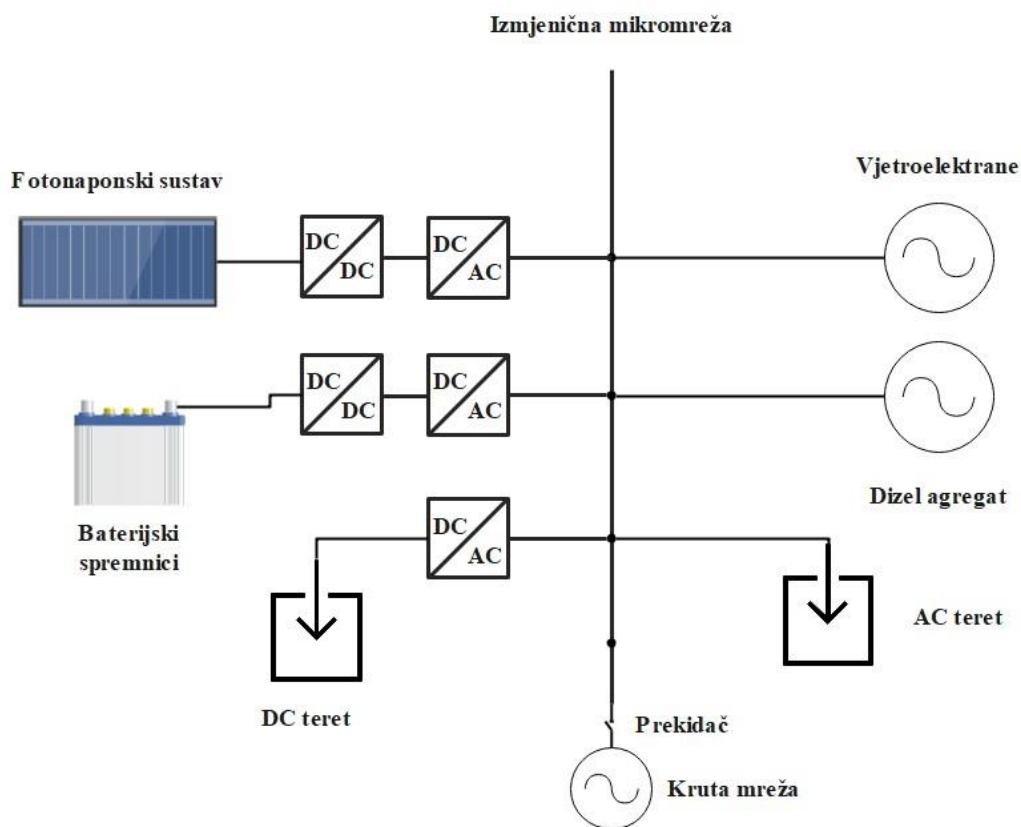 Izmjenična mikromreža
Vjetroelektrane
Fotonaponski sustav
DC
DC
DC
AC
DC
DC
DC
AC
Dizel agregat
Baterijski
spremnici
DC
AC
AC teret
DC teret
Prekidač
Kruta mreža